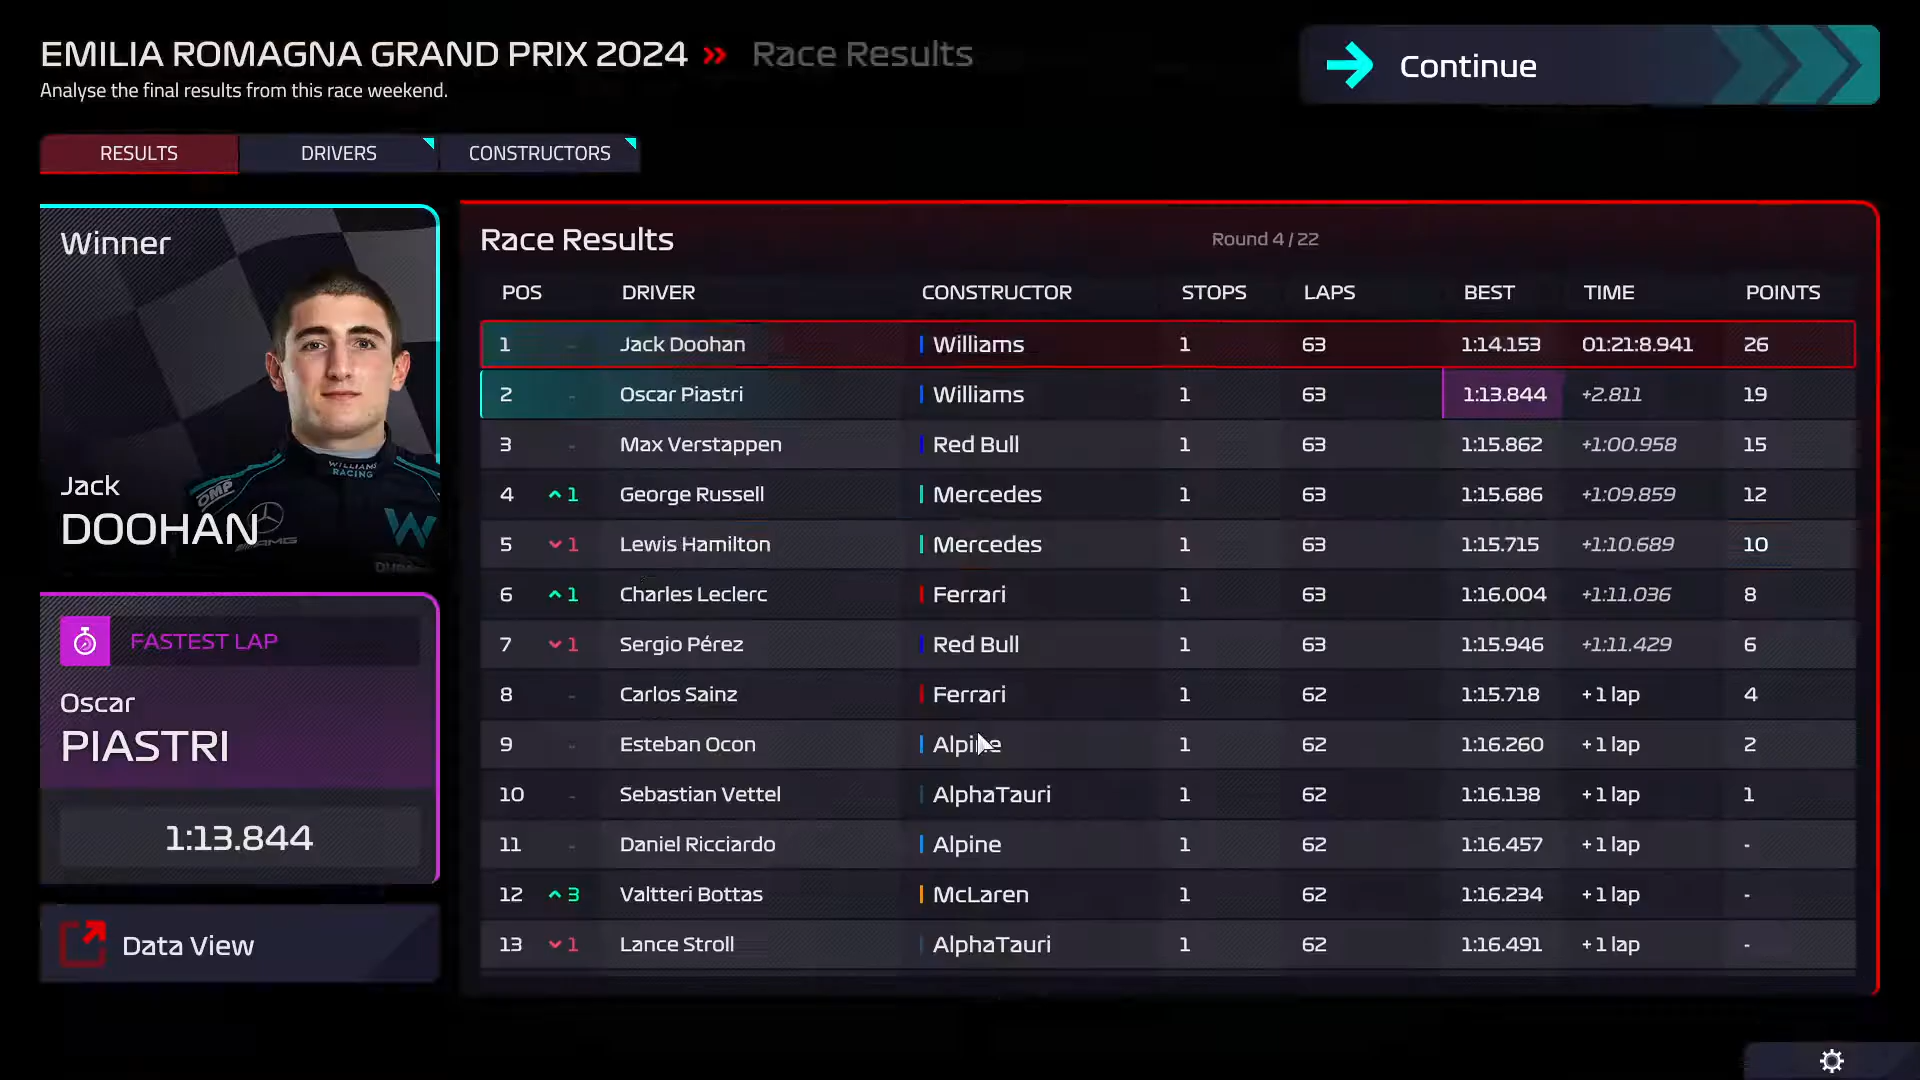 EMILIA ROMAGNA GRAND PRIX 2024 Race Results
Analyse the final results from this race weekend.
Continue
RESULTS DRIVERS CONSTRUCTORS
Winner
WILLIAMS RACING
OMP
AMG
W
Jack
DOOHAN
FASTEST LAP
Oscar
PIASTRI
1:13.844
Data View
Race Results Round 4 / 22
POS DRIVER CONSTRUCTOR STOPS LAPS BEST TIME POINTS
1 - Jack Doohan Williams 1 63 1:14.153 01:21:8.941 26
2 - Oscar Piastri Williams 1 63 1:13.844 +2.811 19
3 - Max Verstappen Red Bull 1 63 1:15.862 +1:00.958 15
4 1 George Russell Mercedes 1 63 1:15.686 +1:09.859 12
5 1 Lewis Hamilton Mercedes 1 63 1:15.715 +1:10.689 10
6 1 Charles Leclerc Ferrari 1 63 1:16.004 +1:11.036 8
7 1 Sergio Pérez Red Bull 1 63 1:15.946 +1:11.429 6
8 - Carlos Sainz Ferrari 1 62 1:15.718 + 1 lap 4
9 - Esteban Ocon Alpine 1 62 1:16.260 + 1 lap 2
10 - Sebastian Vettel AlphaTauri 1 62 1:16.138 + 1 lap 1
11 - Daniel Ricciardo Alpine 1 62 1:16.457 + 1 lap -
12 3 Valtteri Bottas McLaren 1 62 1:16.234 + 1 lap -
13 1 Lance Stroll AlphaTauri 1 62 1:16.491 + 1 lap -